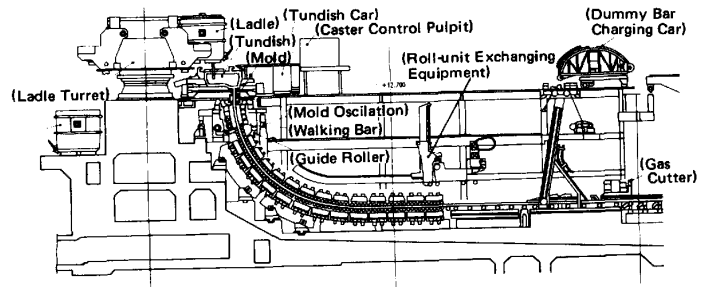 (Tundish Car)
(Ladle)
(Caster Control Pulpit)
(Tundish)
(Mold)
(Dummy Bar
Charging Car)
(Roll-unit Exchanging
Equipment)
+12,700
(Ladle Turret)
(Mold Oscilation)
(Walking Bar)
(Guide Roller)
(Gas
Cutter)